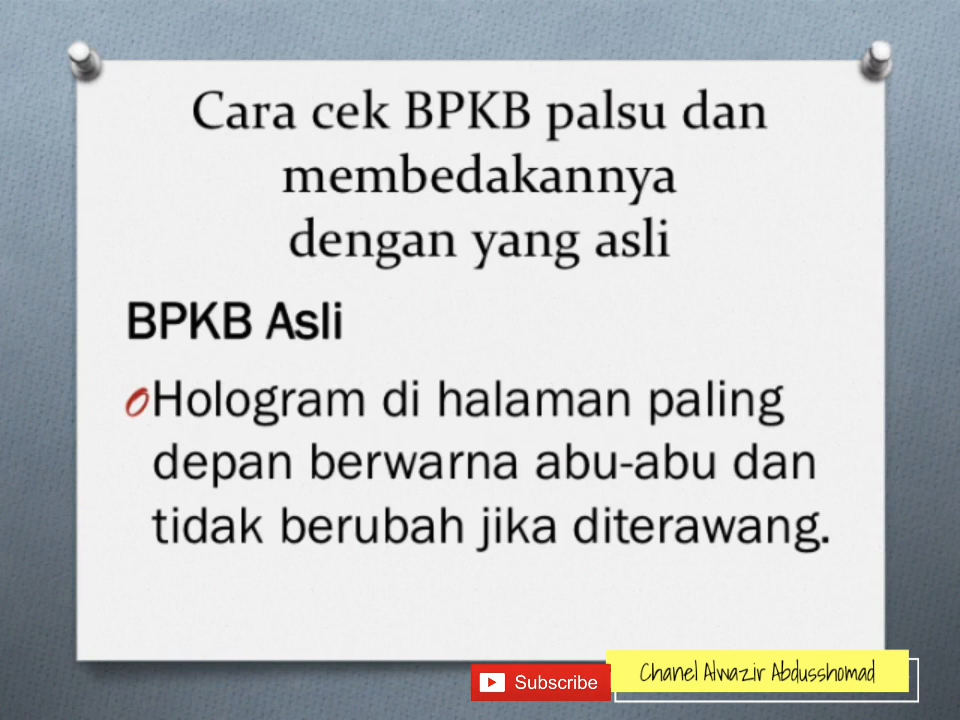 Cara cek BPKB palsu dan
membedakannya
dengan yang asli
BPKB Asli
Hologram di halaman paling
depan berwarna abu-abu dan
tidak berubah jika diterawang.
Subscribe
Chanel Alwazir Abdusshomad